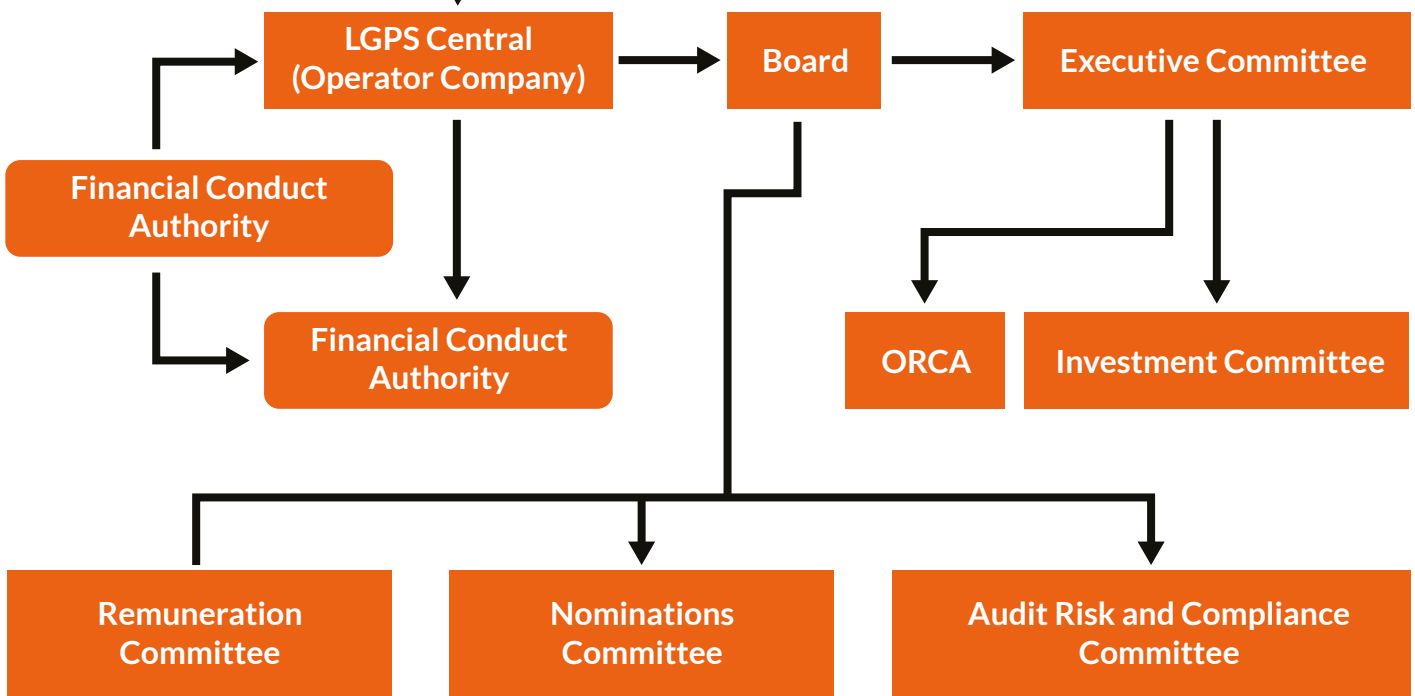 LGPS Central
(Operator Company)
Board
Executive Committee
Financial Conduct
Authority
Financial Conduct
Authority
ORCA
Investment Committee
Remuneration
Committee
Nominations
Committee
Audit Risk and Compliance
Committee